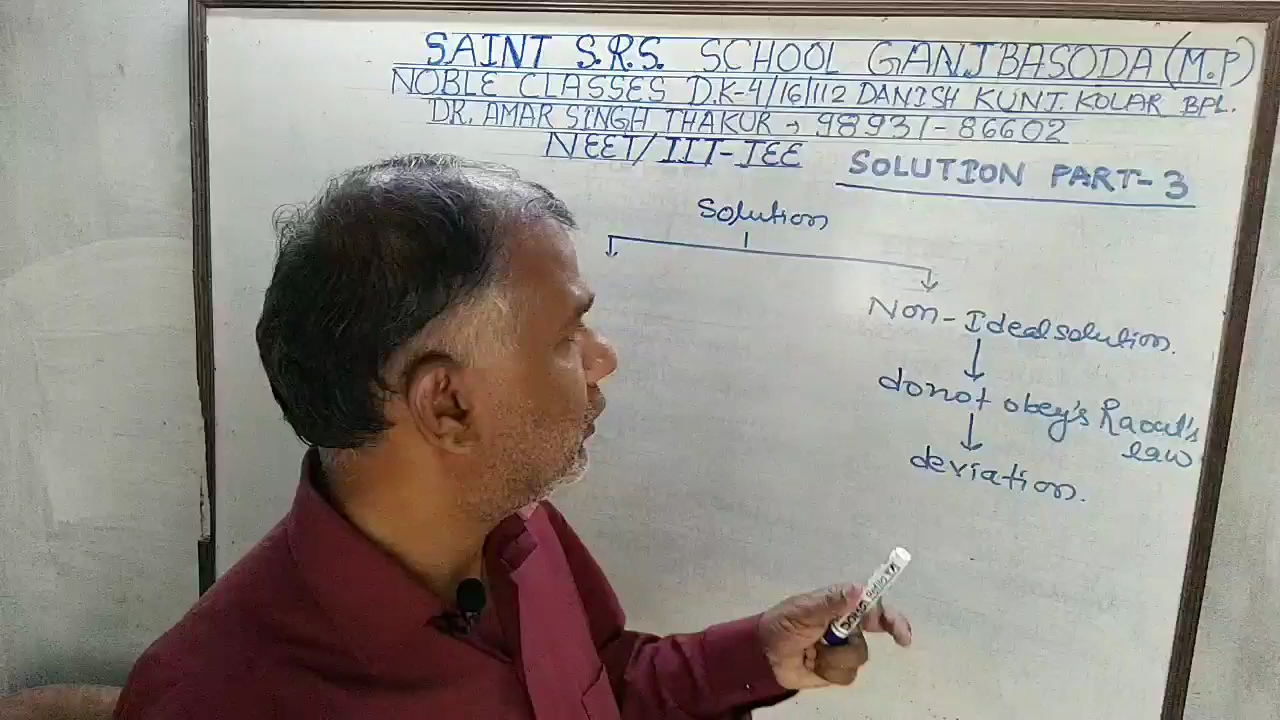 SAINT S.R.S. SCHOOL GANJBASODA (M.P)
NOBLE CLASSES D.K-4/16/112 DANISH KUNJ. KOLAR BPL.
DR. AMAR SINGH THAKUR → 98931-86602
NEET/IIT-JEE SOLUTION PART-3
Solution
Non-Ideal solution.
donot obey's Raoult's
law
deviation.